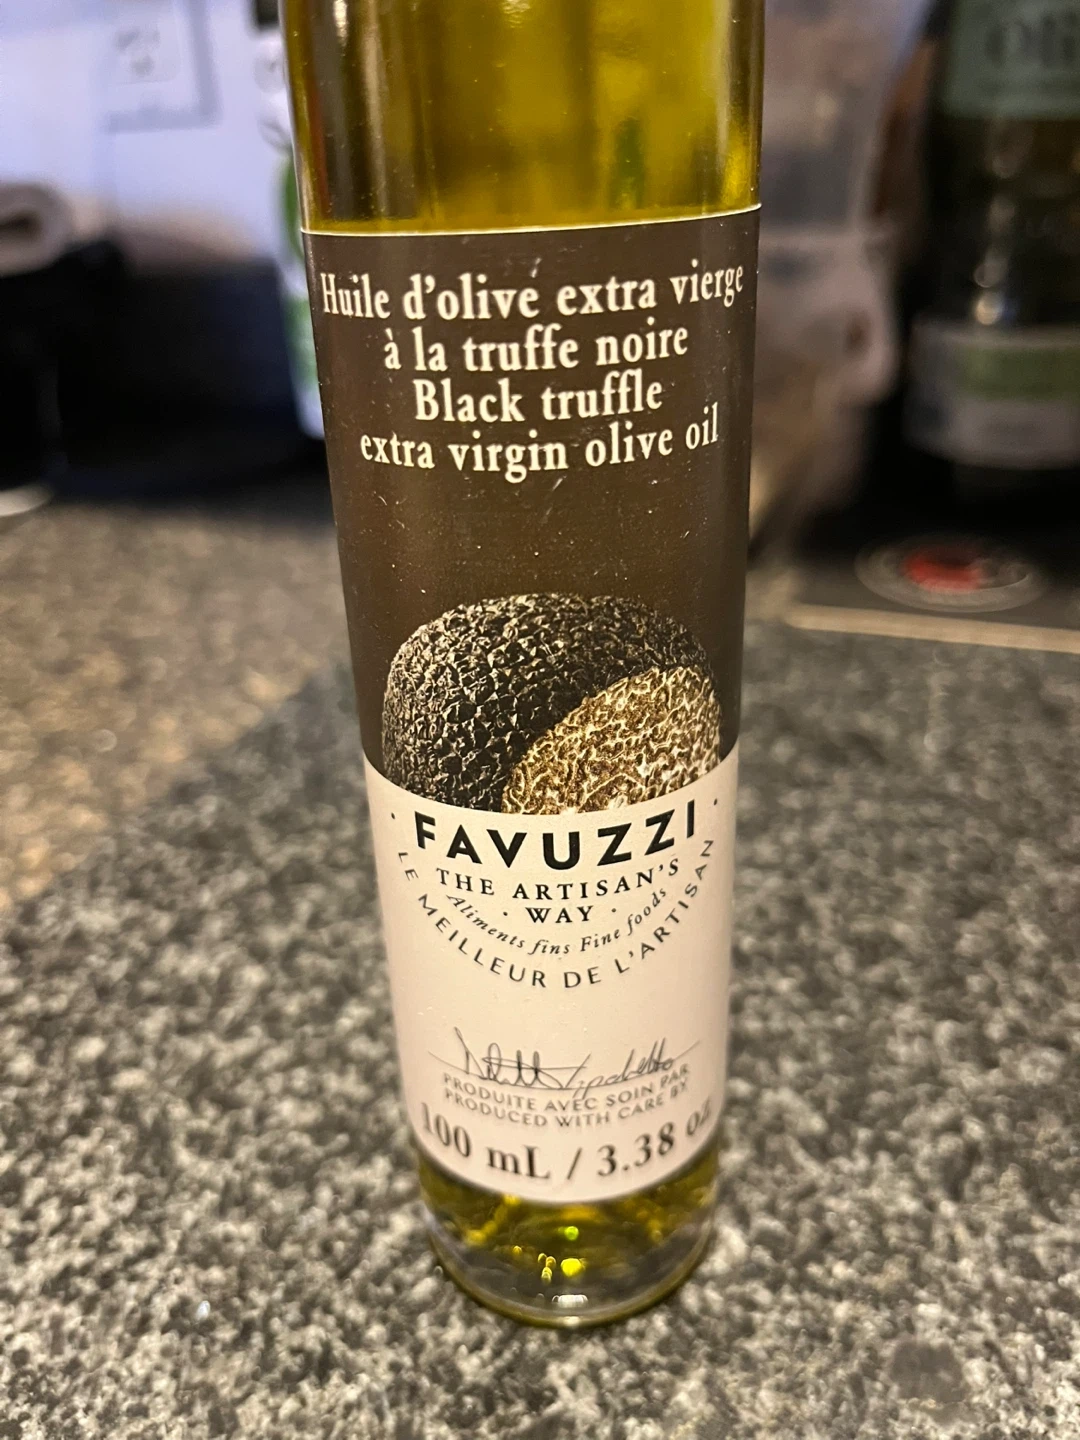 Huile d'olive extra vierge
à la truffe noire
Black truffle
extra virgin olive oil
FAVUZZI
THE ARTISAN'S
· WAY ·
Aliments fins Fine foods
LE MEILLEUR DE L'ARTISAN
PRODUITE AVEC SOIN PAR
PRODUCED WITH CARE BY
100 mL / 3.38 oz